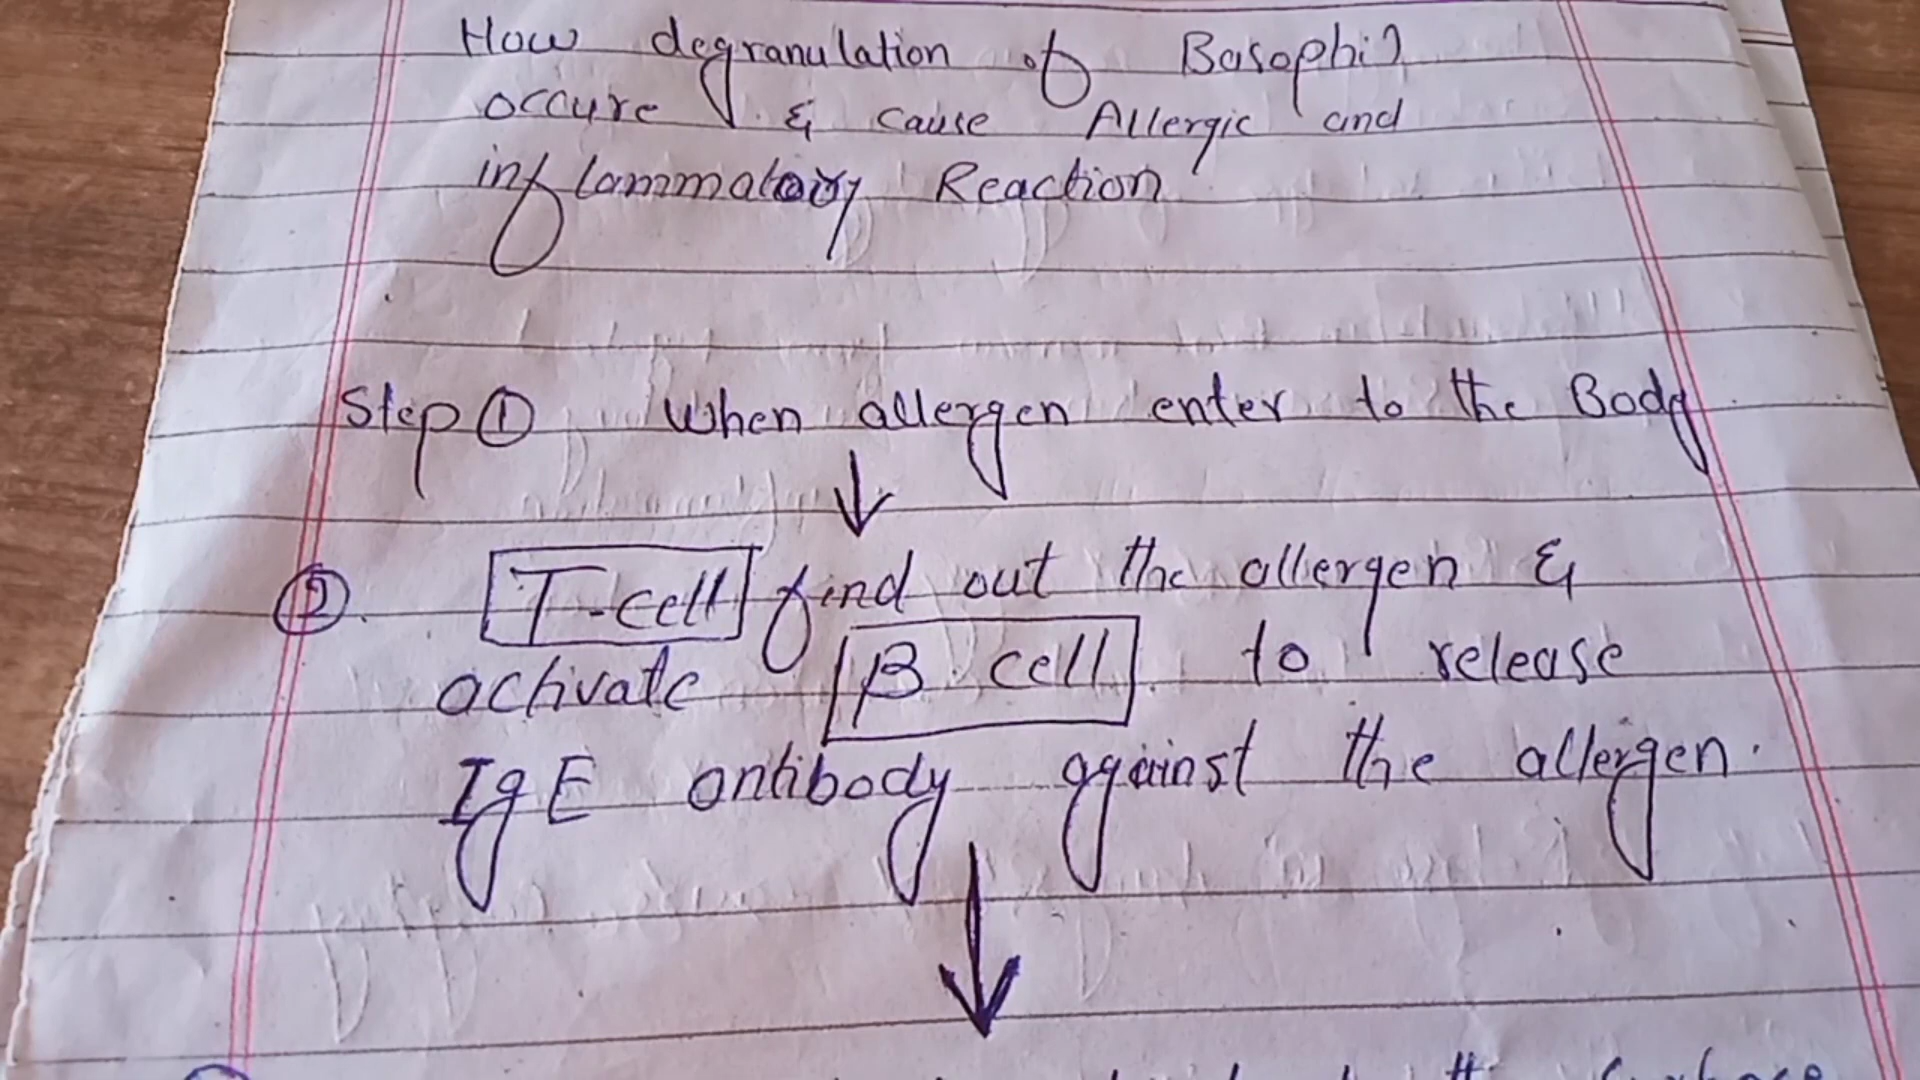 How degranulation of Basophil
occure & cause Allergic and
inflammatory Reaction
Step ① When allergen enter to the Body
② T-cell find out the allergen &
activate β cell to release
IgE antibody against the allergen.